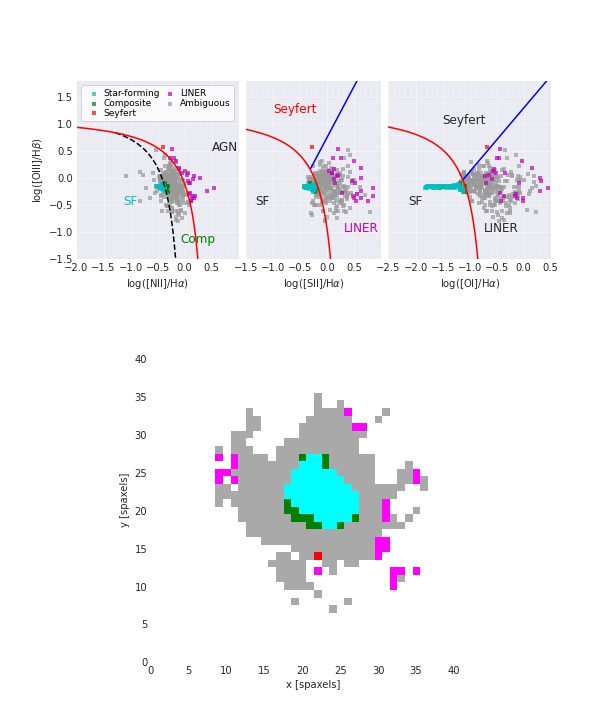 Star-forming LINER
Composite Ambiguous
Seyfert
1.5
1.0
0.5
0.0
−0.5
−1.0
−1.5
log([OIII]/Hβ)
AGN
SF
Comp
−2.0 −1.5 −1.0 −0.5 0.0 0.5
log([NII]/Hα)
Seyfert
SF
LINER
−1.5 −1.0 −0.5 0.0 0.5
log([SII]/Hα)
Seyfert
SF
LINER
−2.5 −2.0 −1.5 −1.0 −0.5 0.0 0.5
log([OI]/Hα)
40
35
30
25
20
15
10
5
0
y [spaxels]
0 5 10 15 20 25 30 35 40
x [spaxels]